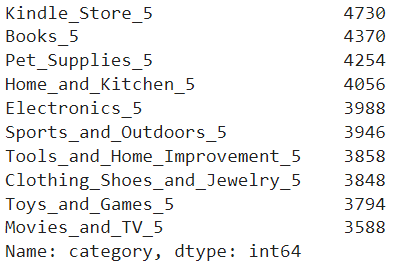 Kindle_Store_5 4730
Books_5 4370
Pet_Supplies_5 4254
Home_and_Kitchen_5 4056
Electronics_5 3988
Sports_and_Outdoors_5 3946
Tools_and_Home_Improvement_5 3858
Clothing_Shoes_and_Jewelry_5 3848
Toys_and_Games_5 3794
Movies_and_TV_5 3588
Name: category, dtype: int64